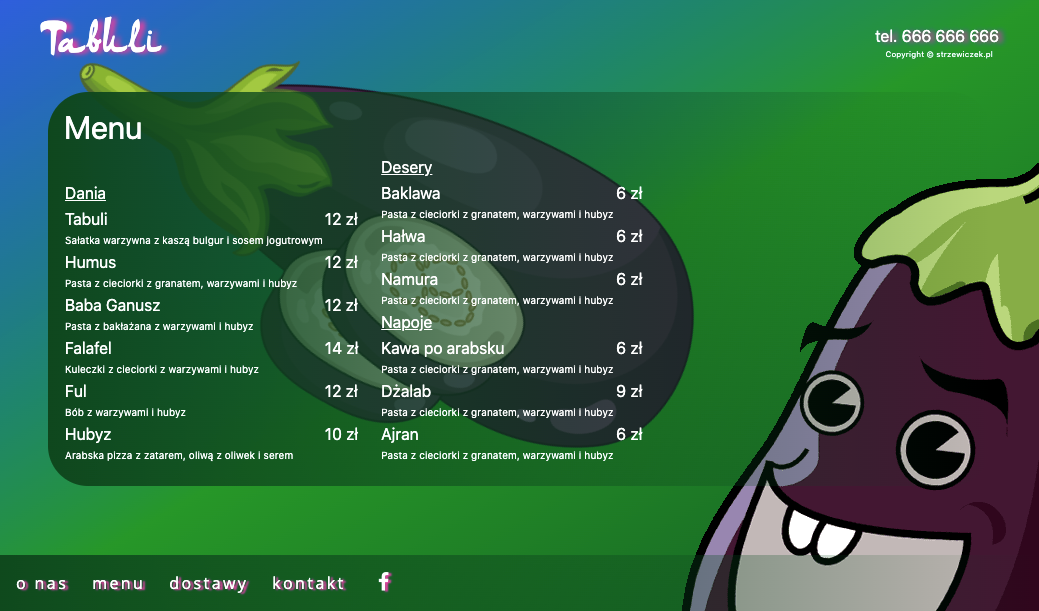 Tabuli
tel. 666 666 666
Copyright © strzewiczek.pl
Menu
Dania
Tabuli 12 zł
Sałatka warzywna z kaszą bulgur i sosem jogutrowym
Humus 12 zł
Pasta z cieciorki z granatem, warzywami i hubyz
Baba Ganusz 12 zł
Pasta z bakłażana z warzywami i hubyz
Falafel 14 zł
Kuleczki z cieciorki z warzywami i hubyz
Ful 12 zł
Bób z warzywami i hubyz
Hubyz 10 zł
Arabska pizza z zatarem, oliwą z oliwek i serem
Desery
Baklawa 6 zł
Pasta z cieciorki z granatem, warzywami i hubyz
Hałwa 6 zł
Pasta z cieciorki z granatem, warzywami i hubyz
Namura 6 zł
Pasta z cieciorki z granatem, warzywami i hubyz
Napoje
Kawa po arabsku 6 zł
Pasta z cieciorki z granatem, warzywami i hubyz
Dżalab 9 zł
Pasta z cieciorki z granatem, warzywami i hubyz
Ajran 6 zł
Pasta z cieciorki z granatem, warzywami i hubyz
o nas menu dostawy kontakt f